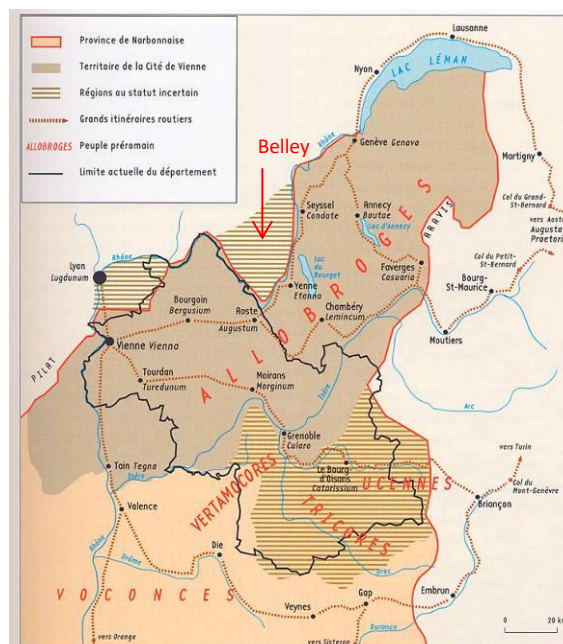 Province de Narbonnaise
Territoire de la Cité de Vienne
Régions au statut incertain
Grands itinéraires routiers
ALLOBROGES
Peuple préromain
Limite actuelle du département
Belley
Lausanne
Nyon
LAC LÉMAN
Rhône
Genève Genava
Martigny
Col du Grand-
St-Bernard
vers Aoste
Augusta
Praetoria
Seyssel
Condate
Annecy
Boutae
Lac d'Annecy
ARAVIS
Col du Petit-
St-Bernard
Lyon
Lugdunum
Rhône
Lac
du
Bourget
Faverges
Casuaria
Bourg-
St-Maurice
Yenne
Etanna
Bourgoin
Bergusium
Aoste
Augustum
Chambéry
Lemincum
Moutiers
ALLOBROGES
PILAT
Vienne Vienna
Tourdan
Turedunum
Moirans
Morginum
Isère
Arc
Grenoble
Cularo
vers Turin
Tain Tegna
Isère
Le Bourg-
d'Oisans
Catorissium
UCENNES
Col du
Mont-Genèvre
VERTAMOCORES
TRICORES
Briançon
Valence
Rhône
Drôme
Die
Drac
VOCONCES
Veynes
Gap
Embrun
Durance
vers Orange
vers Sisteron
0
20 k